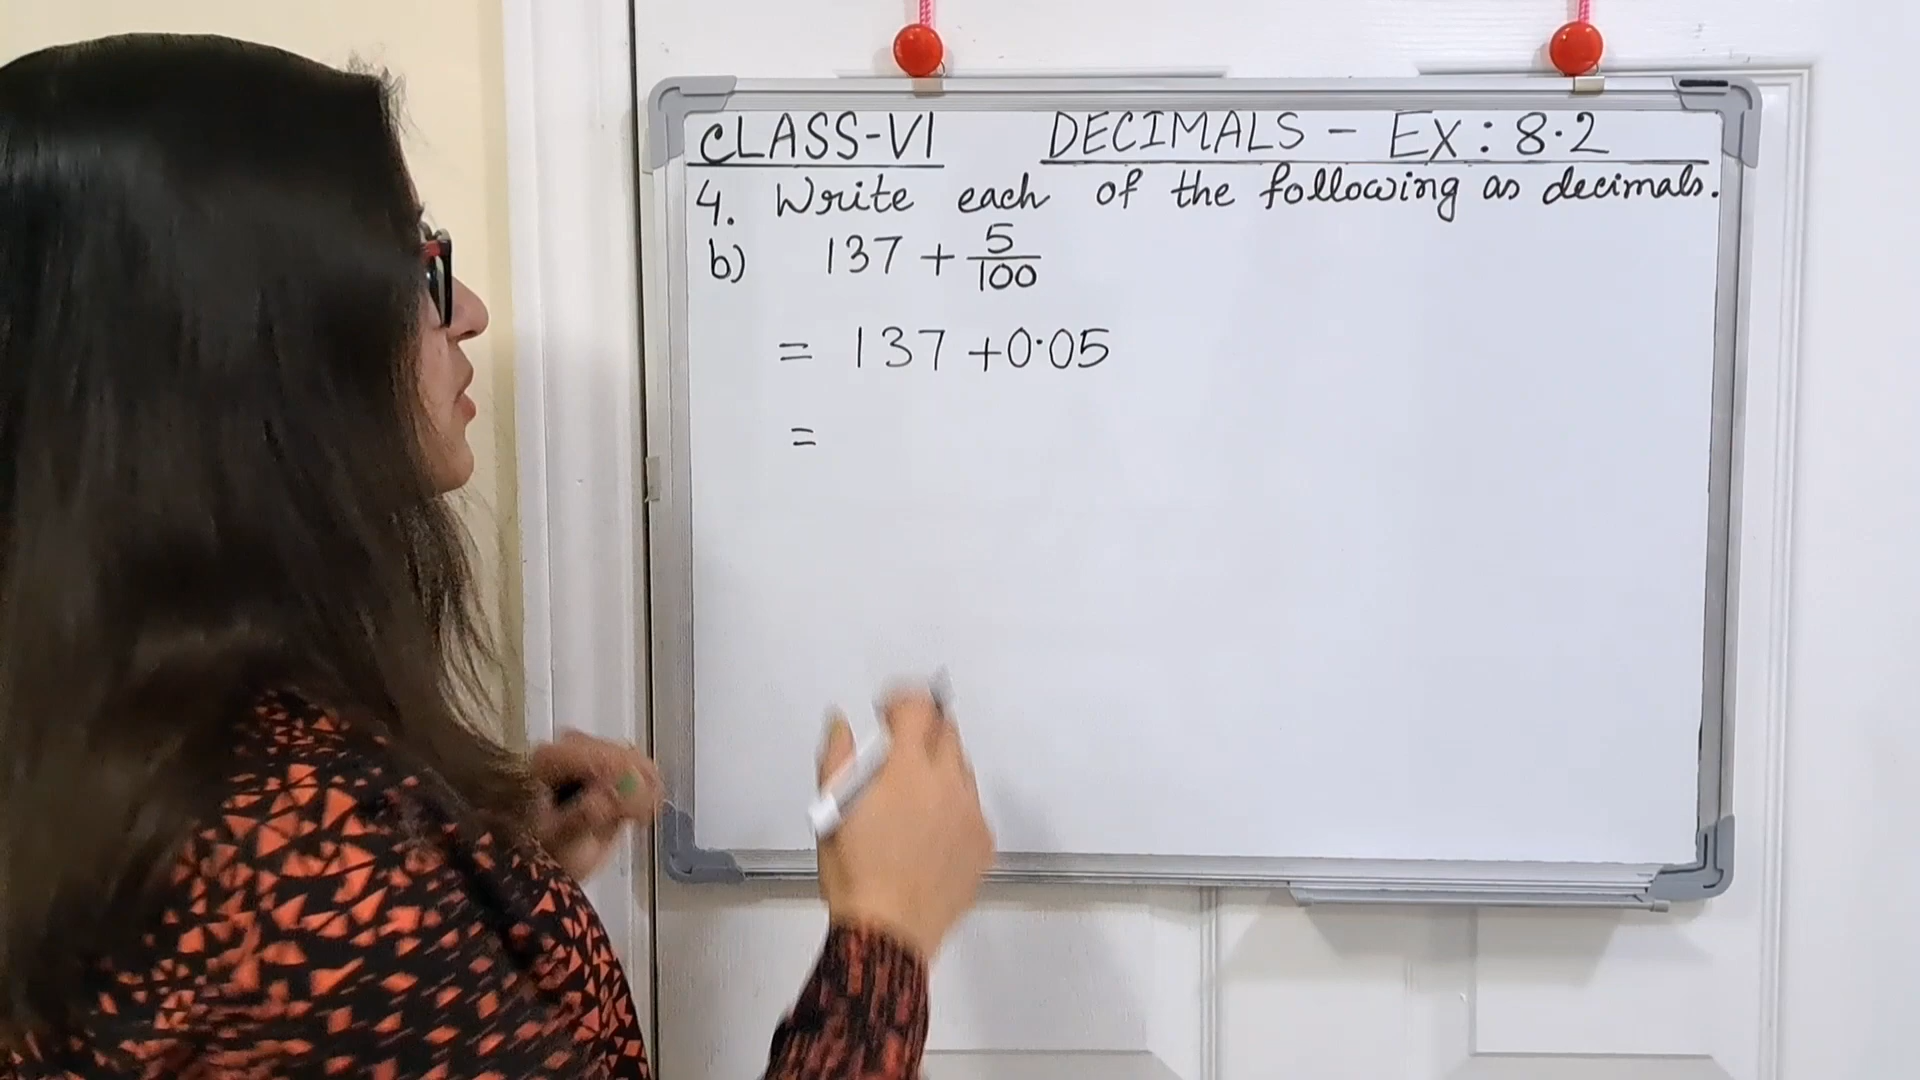 CLASS-VI DECIMALS - EX: 8.2
4. Write each of the following as decimals.
b) 137 + 5/100
= 137 +0.05
=